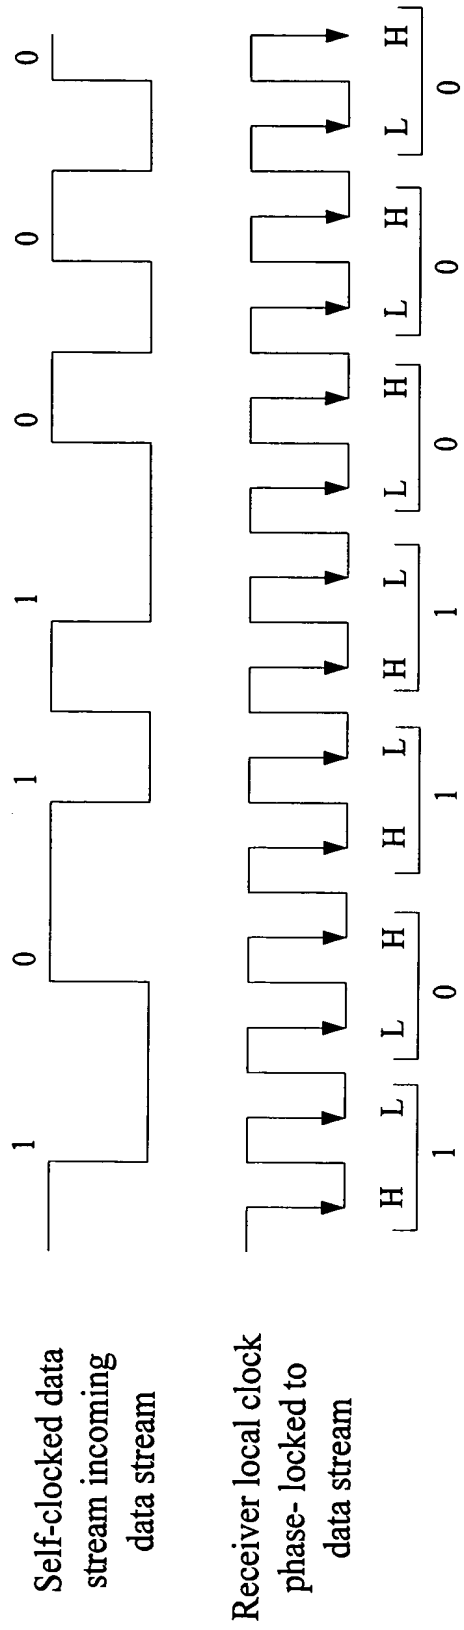 Self-clocked data
stream incoming
data stream
1 0 1 1 0 0 0
Receiver local clock
phase- locked to
data stream
H L L H H L H L L H L H L H
1 0 1 1 0 0 0